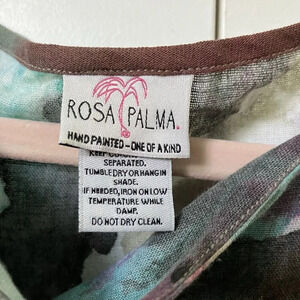 ROSA PALMA.
HAND PAINTED - ONE OF A KIND
SEPARATED.
TUMBLE DRY OR HANG IN
SHADE.
IF NEEDED, IRON ON LOW
TEMPERATURE WHILE
DAMP.
DO NOT DRY CLEAN.